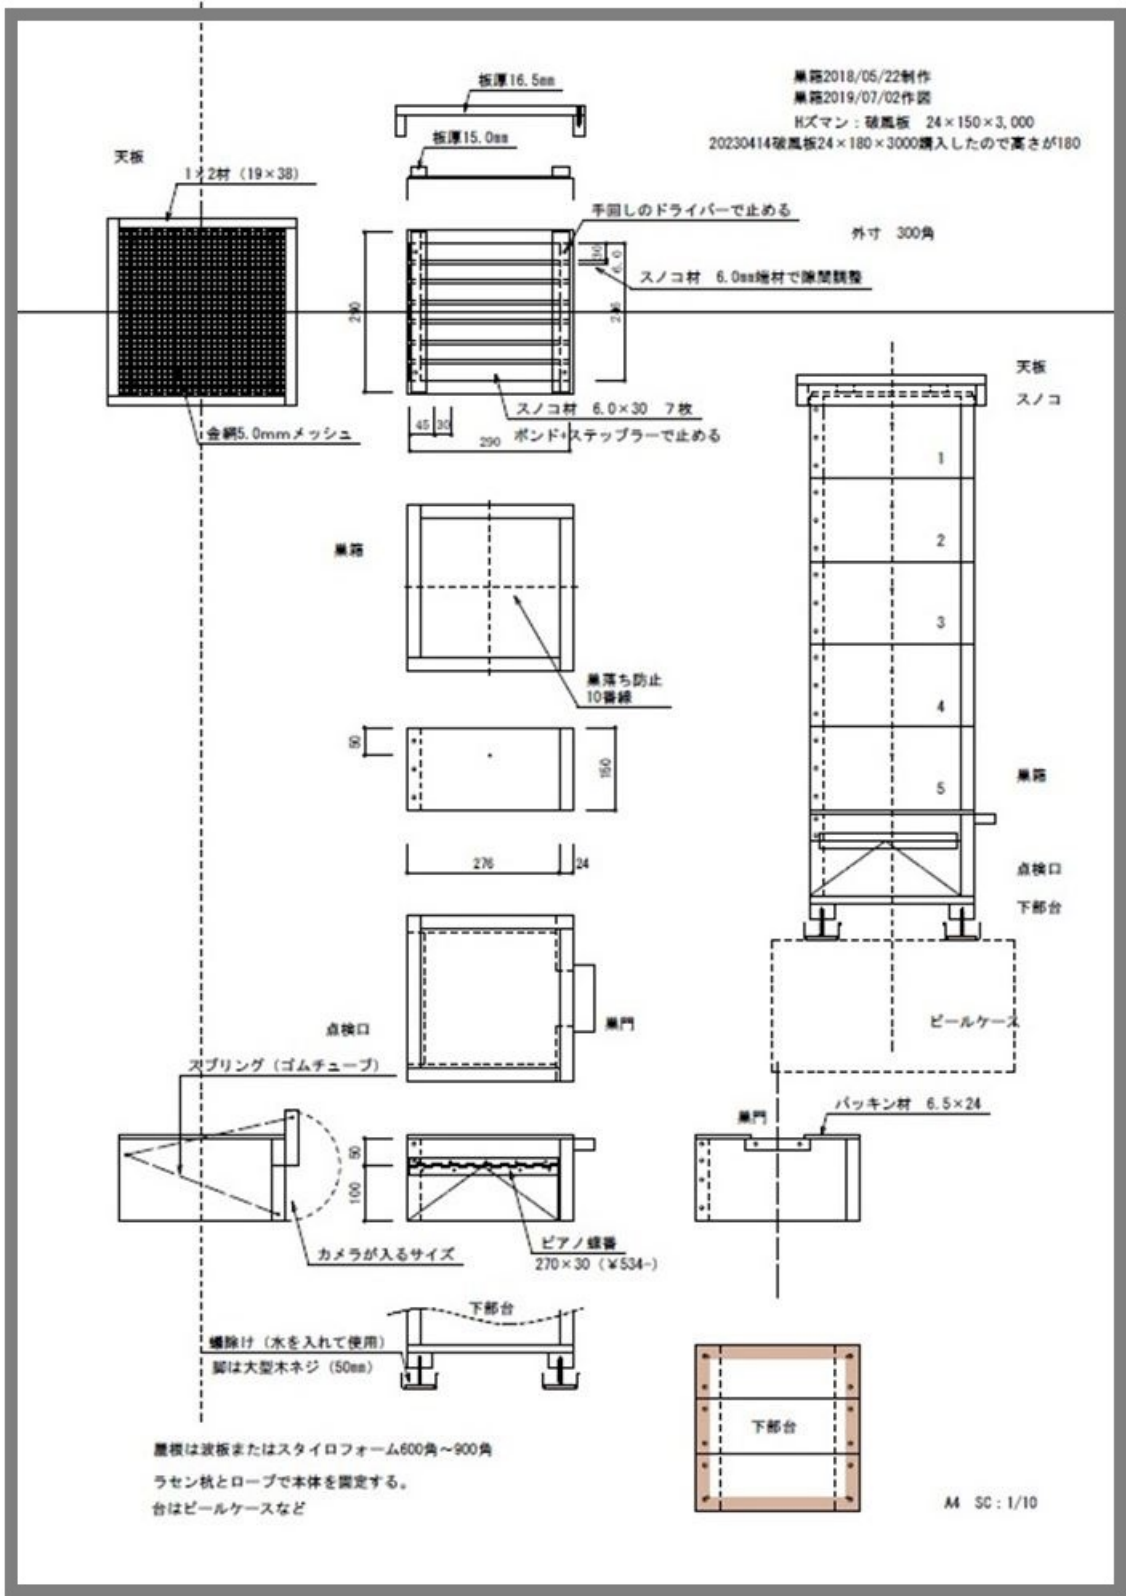 巣箱2018/05/22制作
巣箱2019/07/02作図
Hズマン：破風板 24×150×3,000
20230414破風板24×180×3000購入したので高さが180
外寸 300角
板厚16.5mm
板厚15.0mm
天板
1×2材（19×38）
手回しのドライバーで止める
30
6.0
スノコ材 6.0mm端材で隙間調整
290
246
スノコ材 6.0×30 7枚
ボンド+ステップラーで止める
45
30
290
金網5.0mmメッシュ
天板
スノコ
1
2
3
4
5
巣箱
点検口
下部台
ビールケース
巣箱
巣落ち防止
10番線
50
150
276
24
点検口
巣門
スプリング（ゴムチューブ）
カメラが入るサイズ
50
100
ピアノ蝶番
270×30（￥534-）
巣門
パッキン材 6.5×24
下部台
蟻除け（水を入れて使用）
脚は大型木ネジ（50mm）
下部台
屋根は波板またはスタイロフォーム600角～900角
ラセン杭とロープで本体を固定する。
台はビールケースなど
A4 SC：1/10